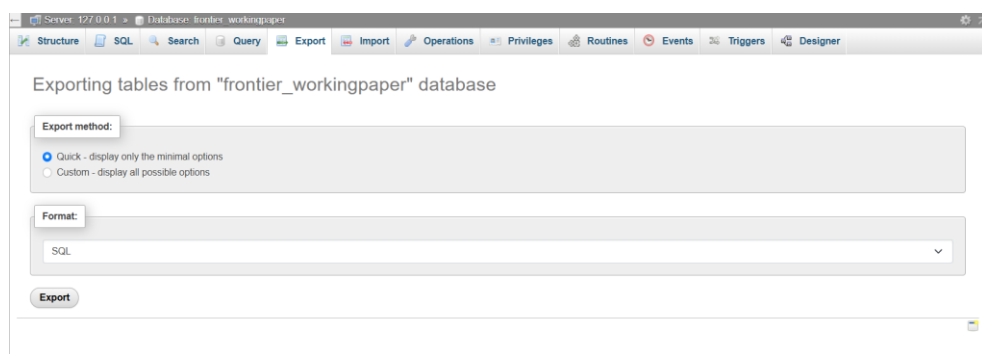 Server: 127.0.0.1 » Database: frontier_workingpaper
Structure SQL Search Query Export Import Operations Privileges Routines Events Triggers Designer
Exporting tables from "frontier_workingpaper" database
Export method:
Quick - display only the minimal options
Custom - display all possible options
Format:
SQL
Export